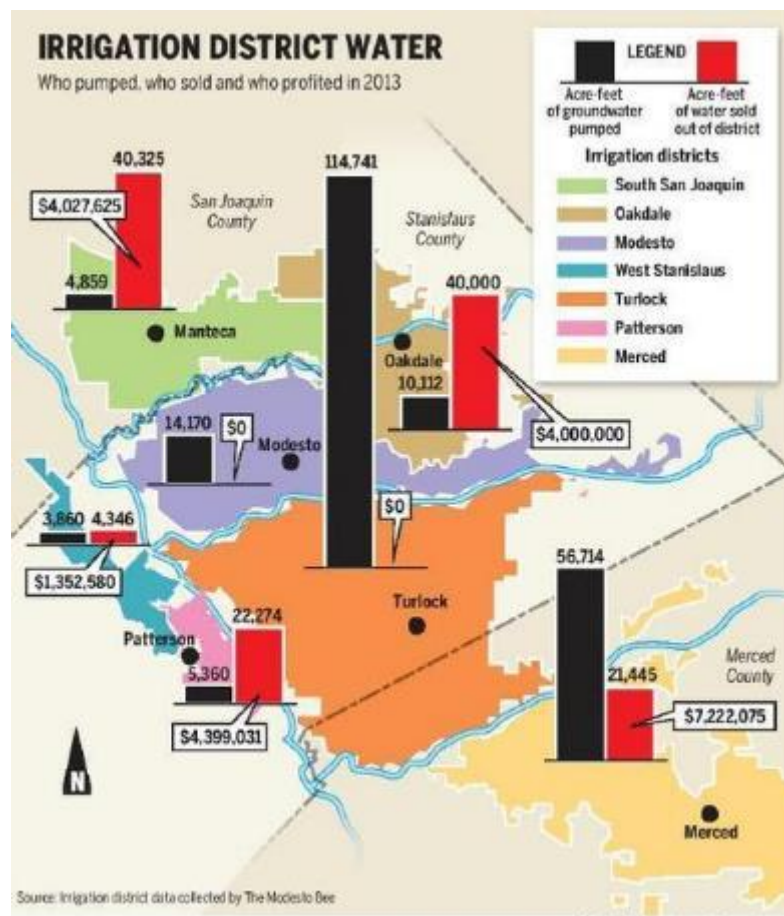 IRRIGATION DISTRICT WATER
Who pumped, who sold and who profited in 2013
LEGEND
Acre-feet
of groundwater
pumped
Acre-feet
of water sold
out of district
Irrigation districts
South San Joaquin
Oakdale
Modesto
West Stanislaus
Turlock
Patterson
Merced
40,325
$4,027,625
4,859
San Joaquin
County
Manteca
114,741
Stanislaus
County
40,000
Oakdale
10,112
$4,000,000
14,170
$0
Modesto
$0
3,860
4,346
$1,352,580
Turlock
Patterson
22,274
5,360
$4,399,031
56,714
21,445
Merced
County
$7,222,075
Merced
N
Source: Irrigation district data collected by The Modesto Bee